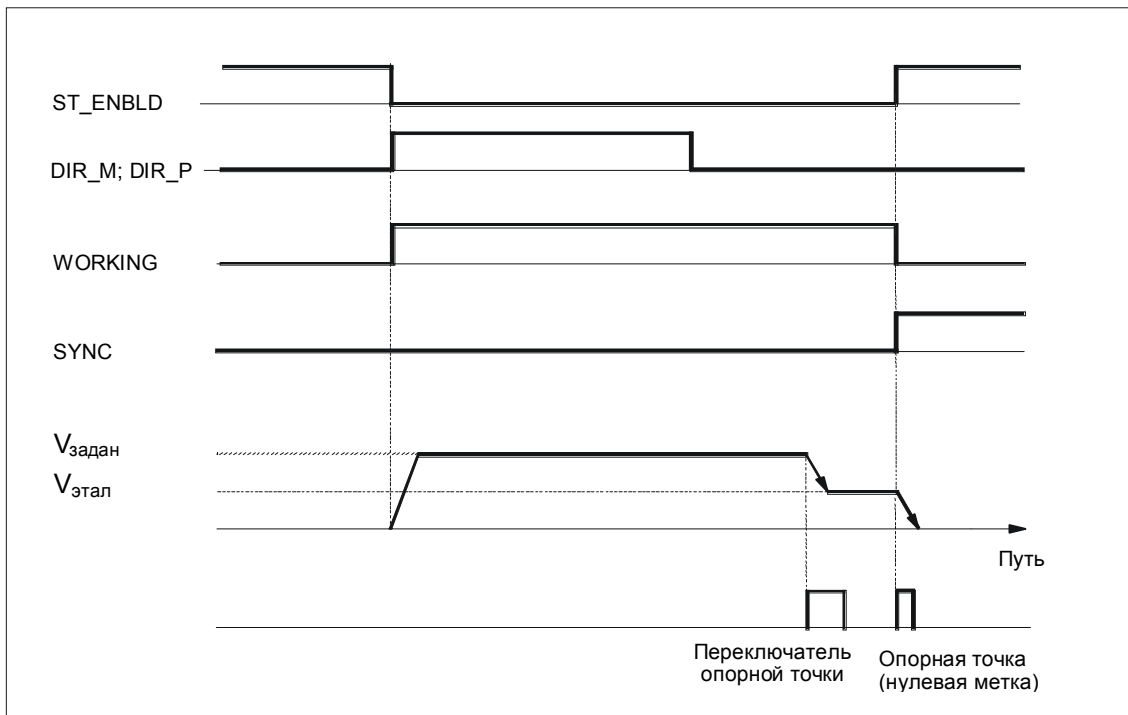 ST_ENBLD
DIR_M; DIR_P
WORKING
SYNC
Vзадан
Vэтал
Путь
Переключатель
опорной точки
Опорная точка
(нулевая метка)